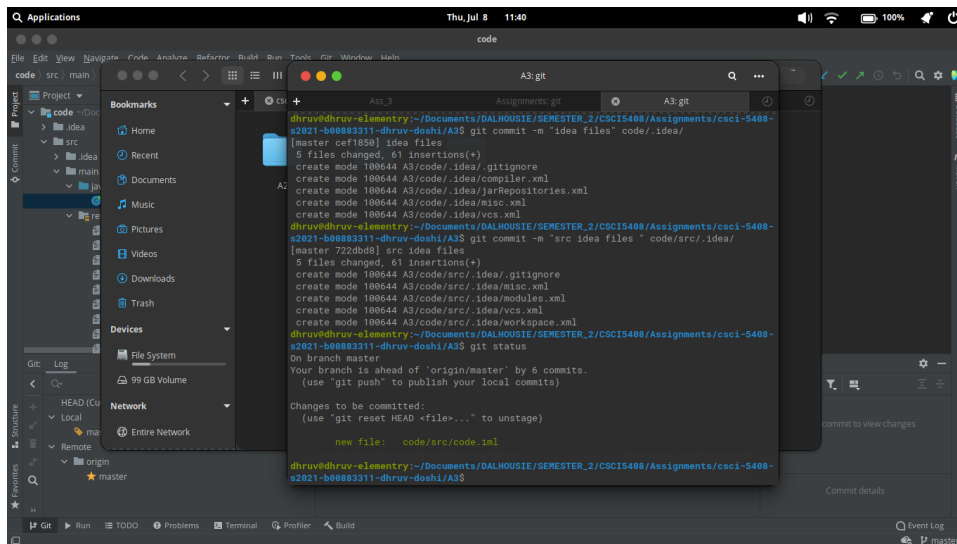 Applications
Thu, Jul 8 11:40
100%
code
File Edit View Navigate Code Analyze Refactor Build Run Tools Git Window Help
code src main
A3: git
Project
Project
Bookmarks
Ass_3
Assignments: git
A3: git
code ~/Doc
.idea
src
.idea
main
Commit
Home
Recent
Documents
Music
Pictures
Videos
Downloads
Trash
Devices
File System
99 GB Volume
Network
Entire Network
A2
dhruv@dhruv-elementry:~/Documents/DALHOUSIE/SEMESTER_2/CSCI5408/Assignments/csci-5408-
s2021-b00883311-dhruv-doshi/A3$ git commit -m "idea files" code/.idea/
[master cef1850] idea files
5 files changed, 61 insertions(+)
create mode 100644 A3/code/.idea/.gitignore
create mode 100644 A3/code/.idea/compiler.xml
create mode 100644 A3/code/.idea/jarRepositories.xml
create mode 100644 A3/code/.idea/misc.xml
create mode 100644 A3/code/.idea/vcs.xml
dhruv@dhruv-elementry:~/Documents/DALHOUSIE/SEMESTER_2/CSCI5408/Assignments/csci-5408-
s2021-b00883311-dhruv-doshi/A3$ git commit -m "src idea files " code/src/.idea/
[master 722dbd8] src idea files
5 files changed, 61 insertions(+)
create mode 100644 A3/code/src/.idea/.gitignore
create mode 100644 A3/code/src/.idea/misc.xml
create mode 100644 A3/code/src/.idea/modules.xml
create mode 100644 A3/code/src/.idea/vcs.xml
create mode 100644 A3/code/src/.idea/workspace.xml
dhruv@dhruv-elementry:~/Documents/DALHOUSIE/SEMESTER_2/CSCI5408/Assignments/csci-5408-
s2021-b00883311-dhruv-doshi/A3$ git status
On branch master
Your branch is ahead of 'origin/master' by 6 commits.
(use "git push" to publish your local commits)
Changes to be committed:
(use "git reset HEAD <file>..." to unstage)
new file: code/src/code.iml
dhruv@dhruv-elementry:~/Documents/DALHOUSIE/SEMESTER_2/CSCI5408/Assignments/csci-5408-
s2021-b00883311-dhruv-doshi/A3$
Git: Log
HEAD (Cu
Local
mas
Remote
origin
master
Structure
Favorites
commit to view changes
Commit details
Git Run TODO Problems Terminal Profiler Build
Event Log
master